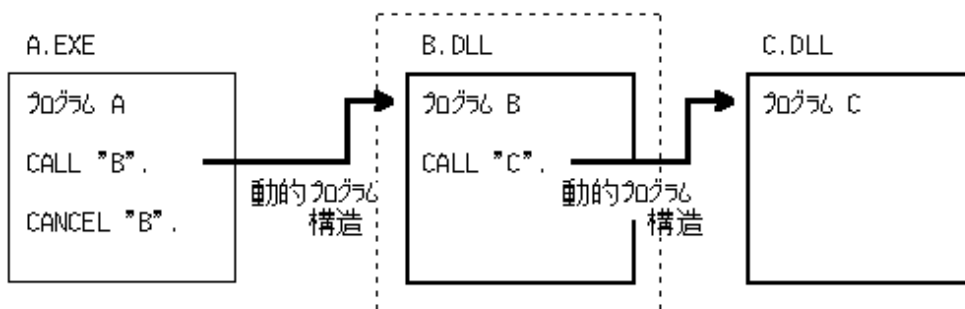 A.EXE
B.DLL
C.DLL
プログラム A
CALL "B".
CANCEL "B".
動的プログラム
構造
プログラム B
CALL "C".
動的プログラム
構造
プログラム C